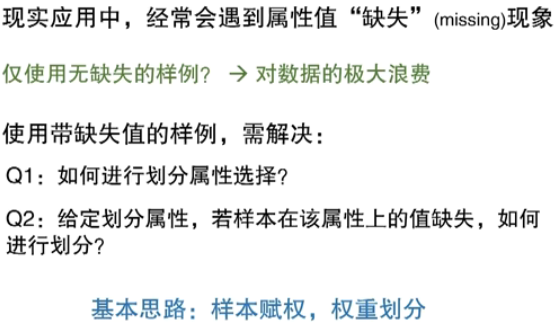 现实应用中，经常会遇到属性值“缺失”(missing)现象
仅使用无缺失的样例？ → 对数据的极大浪费
使用带缺失值的样例，需解决：
Q1：如何进行划分属性选择？
Q2：给定划分属性，若样本在该属性上的值缺失，如何
进行划分？
基本思路：样本赋权，权重划分